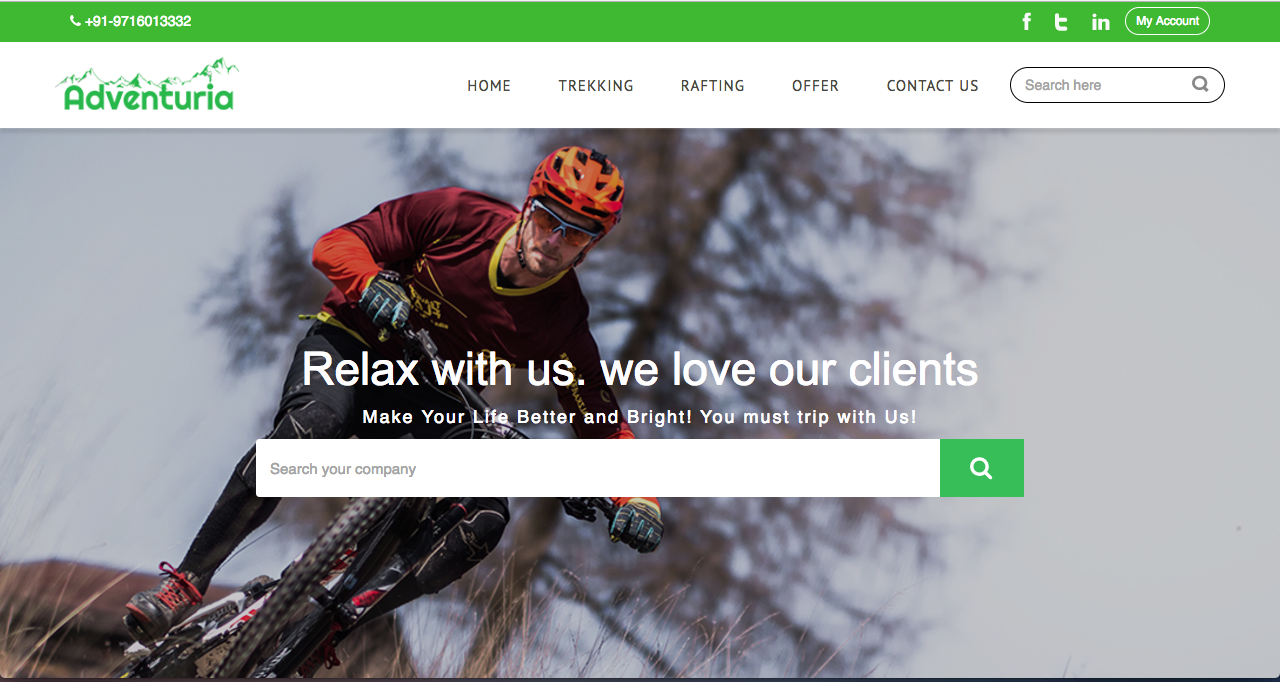 +91-9716013332
My Account
Adventuria
HOME
TREKKING
RAFTING
OFFER
CONTACT US
Search here
Relax with us. we love our clients
Make Your Life Better and Bright! You must trip with Us!
Search your company